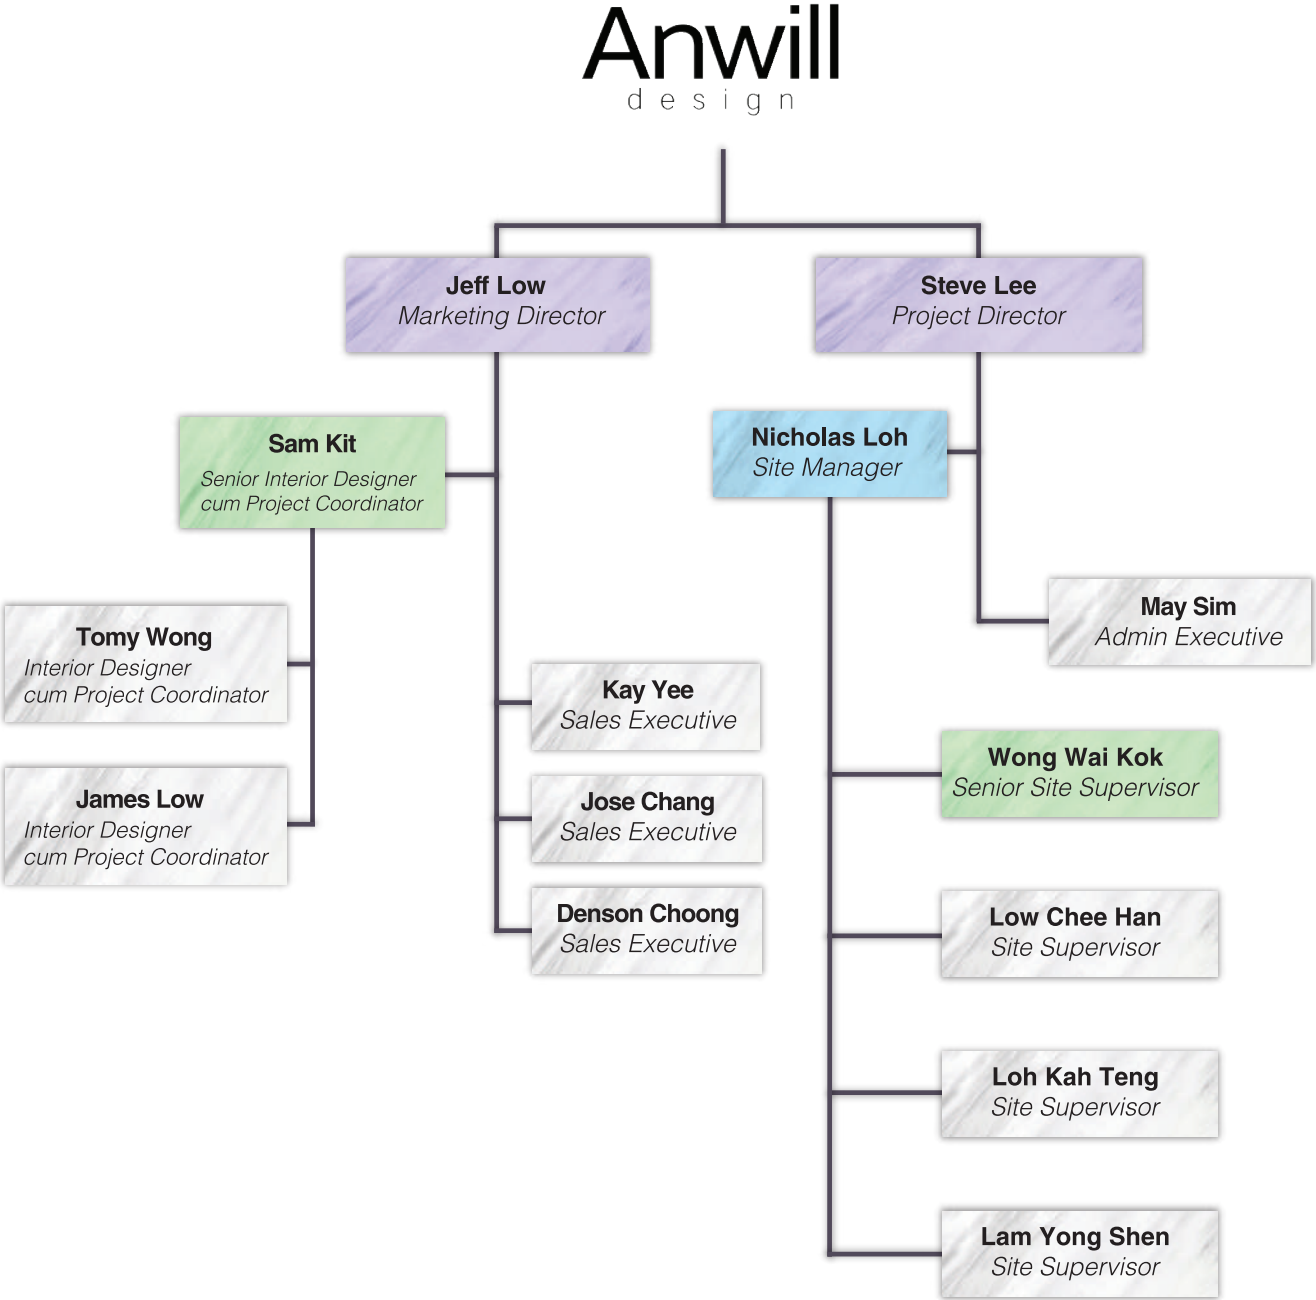 Anwill
design
Jeff Low
Marketing Director
Steve Lee
Project Director
Sam Kit
Senior Interior Designer
cum Project Coordinator
Nicholas Loh
Site Manager
Tomy Wong
Interior Designer
cum Project Coordinator
James Low
Interior Designer
cum Project Coordinator
Kay Yee
Sales Executive
Jose Chang
Sales Executive
Denson Choong
Sales Executive
May Sim
Admin Executive
Wong Wai Kok
Senior Site Supervisor
Low Chee Han
Site Supervisor
Loh Kah Teng
Site Supervisor
Lam Yong Shen
Site Supervisor